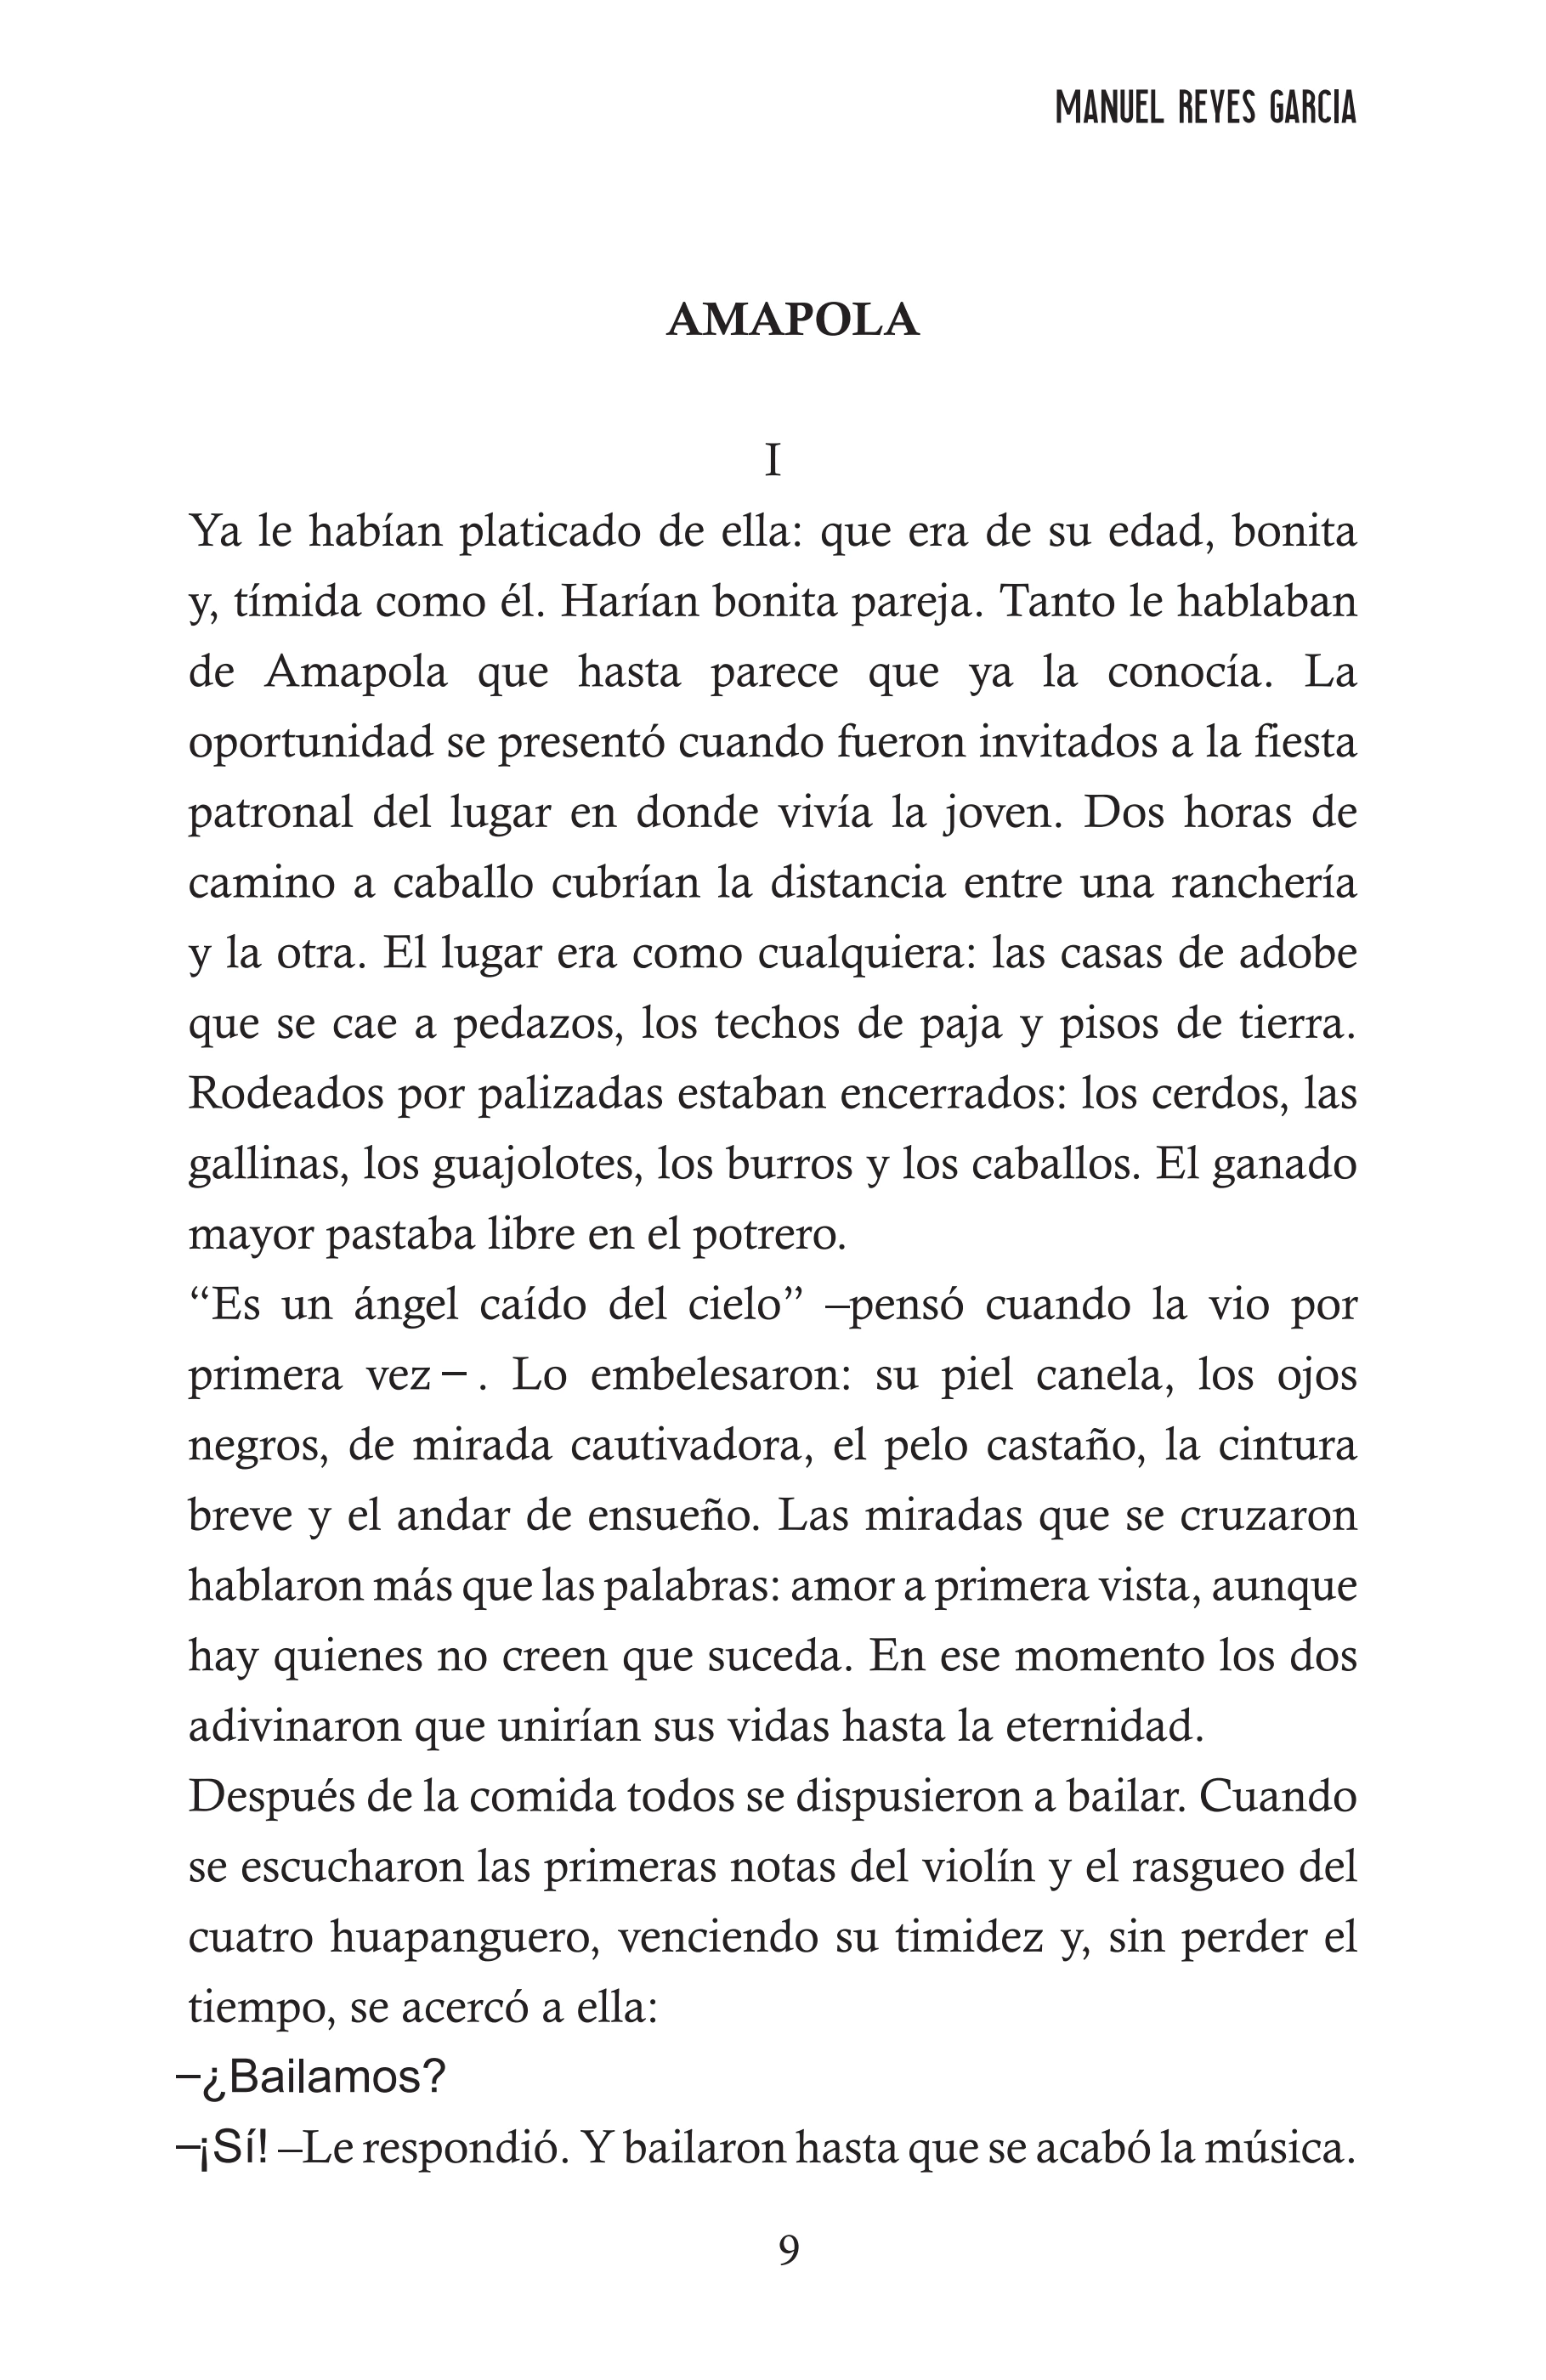 MANUEL REYES GARCIA
AMAPOLA
I
Ya le habían platicado de ella: que era de su edad, bonita
y, tímida como él. Harían bonita pareja. Tanto le hablaban
de Amapola que hasta parece que ya la conocía. La
oportunidad se presentó cuando fueron invitados a la fiesta
patronal del lugar en donde vivía la joven. Dos horas de
camino a caballo cubrían la distancia entre una ranchería
y la otra. El lugar era como cualquiera: las casas de adobe
que se cae a pedazos, los techos de paja y pisos de tierra.
Rodeados por palizadas estaban encerrados: los cerdos, las
gallinas, los guajolotes, los burros y los caballos. El ganado
mayor pastaba libre en el potrero.
“Es un ángel caído del cielo” –pensó cuando la vio por
primera vez – . Lo embelesaron: su piel canela, los ojos
negros, de mirada cautivadora, el pelo castaño, la cintura
breve y el andar de ensueño. Las miradas que se cruzaron
hablaron más que las palabras: amor a primera vista, aunque
hay quienes no creen que suceda. En ese momento los dos
adivinaron que unirían sus vidas hasta la eternidad.
Después de la comida todos se dispusieron a bailar. Cuando
se escucharon las primeras notas del violín y el rasgueo del
cuatro huapanguero, venciendo su timidez y, sin perder el
tiempo, se acercó a ella:
–¿Bailamos?
–¡Sí! –Le respondió. Y bailaron hasta que se acabó la música.
9